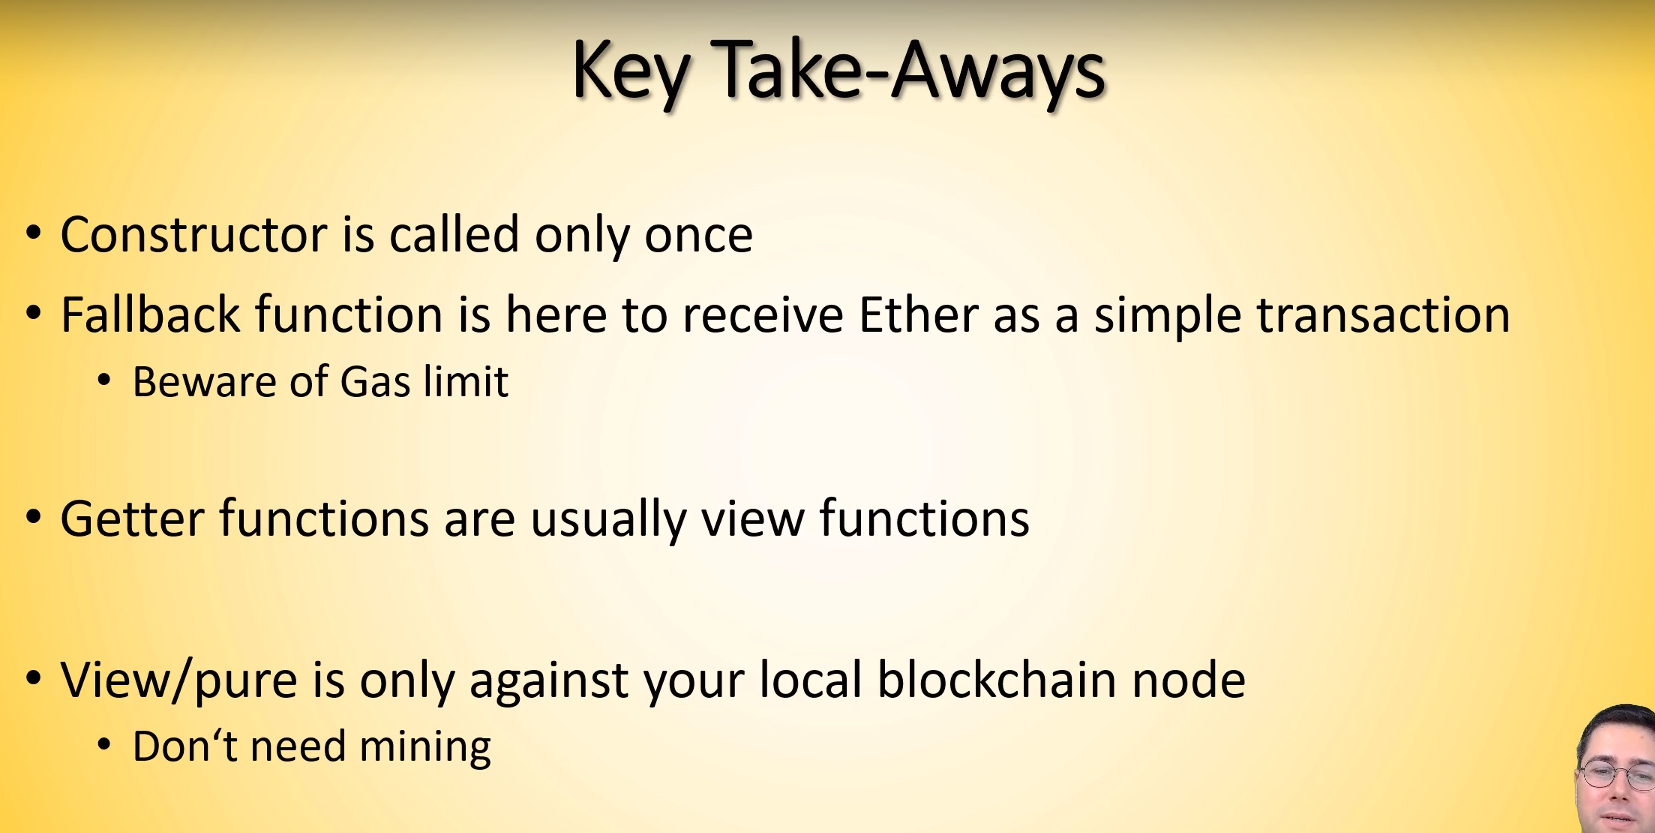 Key Take-Aways
• Constructor is called only once
• Fallback function is here to receive Ether as a simple transaction
• Beware of Gas limit
• Getter functions are usually view functions
• View/pure is only against your local blockchain node
• Don‘t need mining